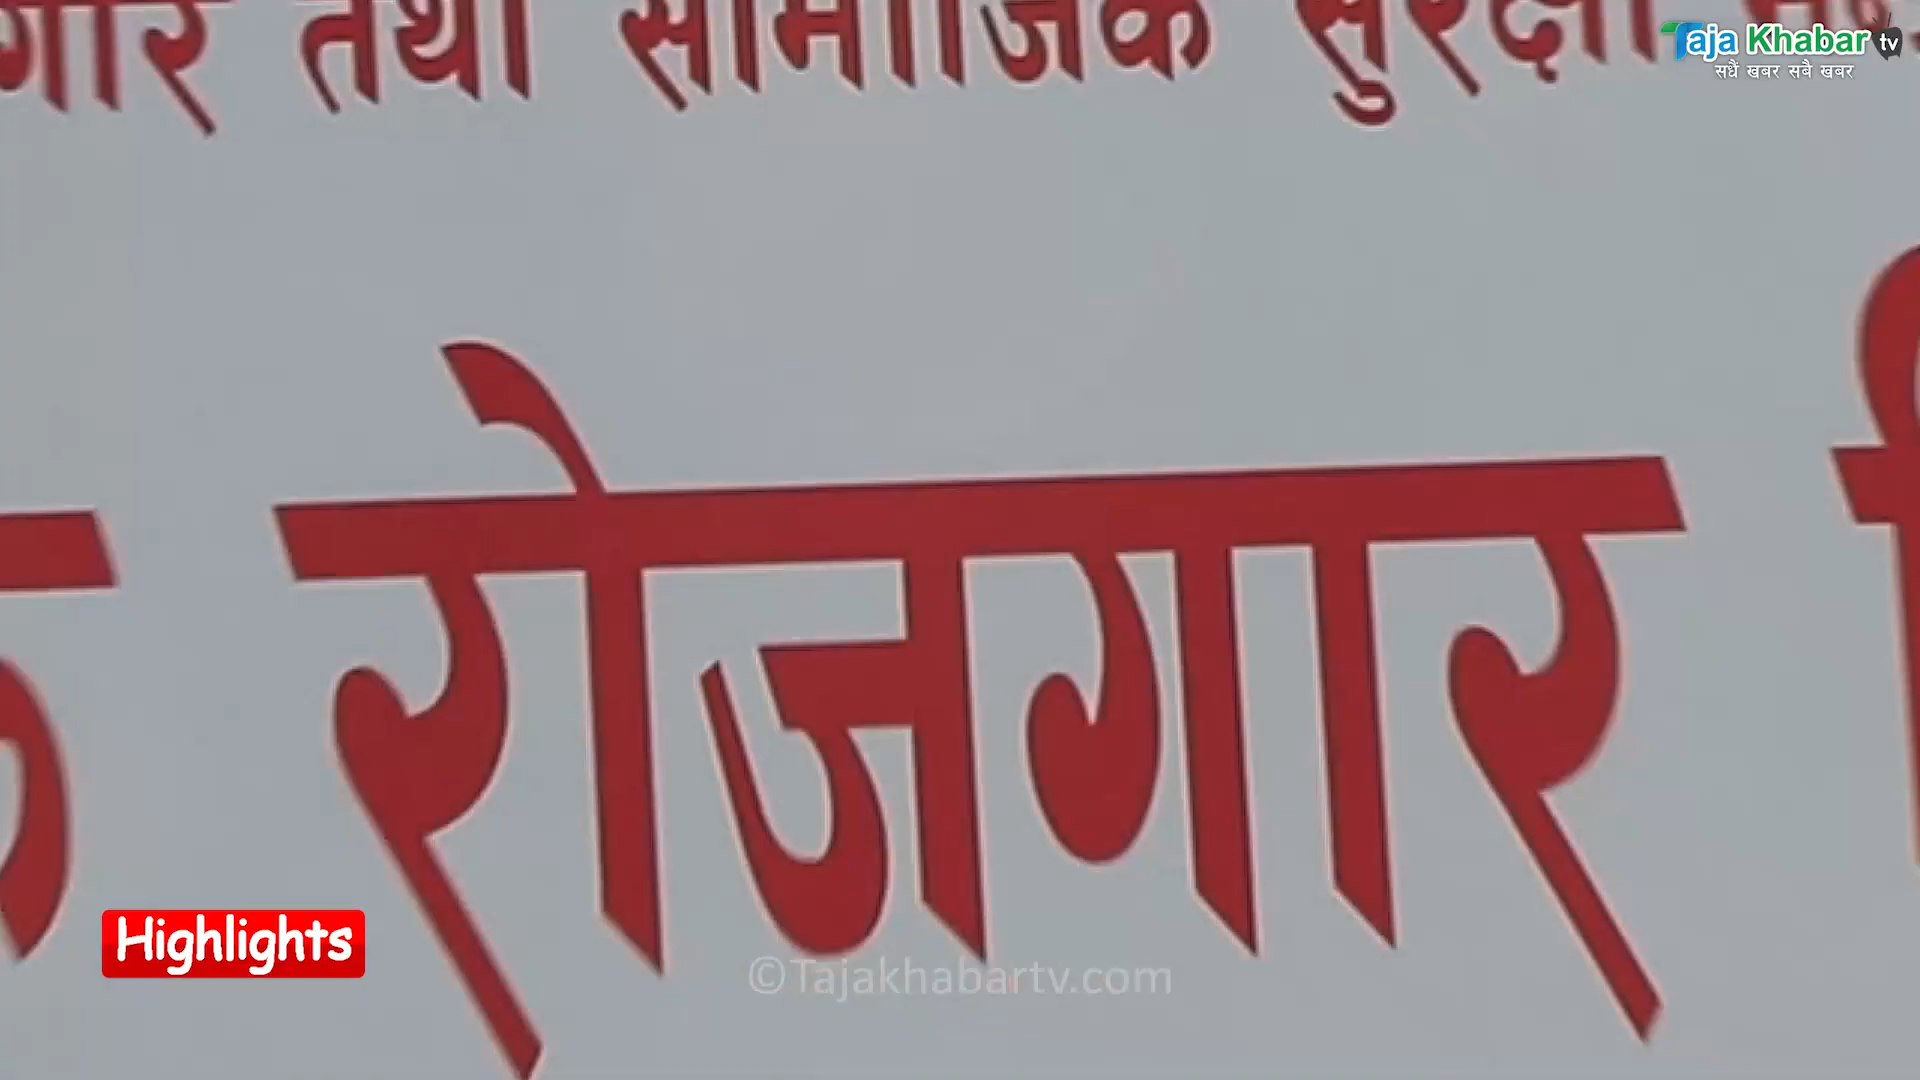 तथा सामाजिक सुरक्षा
Taja Khabar tv
सधैं खबर सबै खबर
रोजगार
Highlights
©Tajakhabartv.com